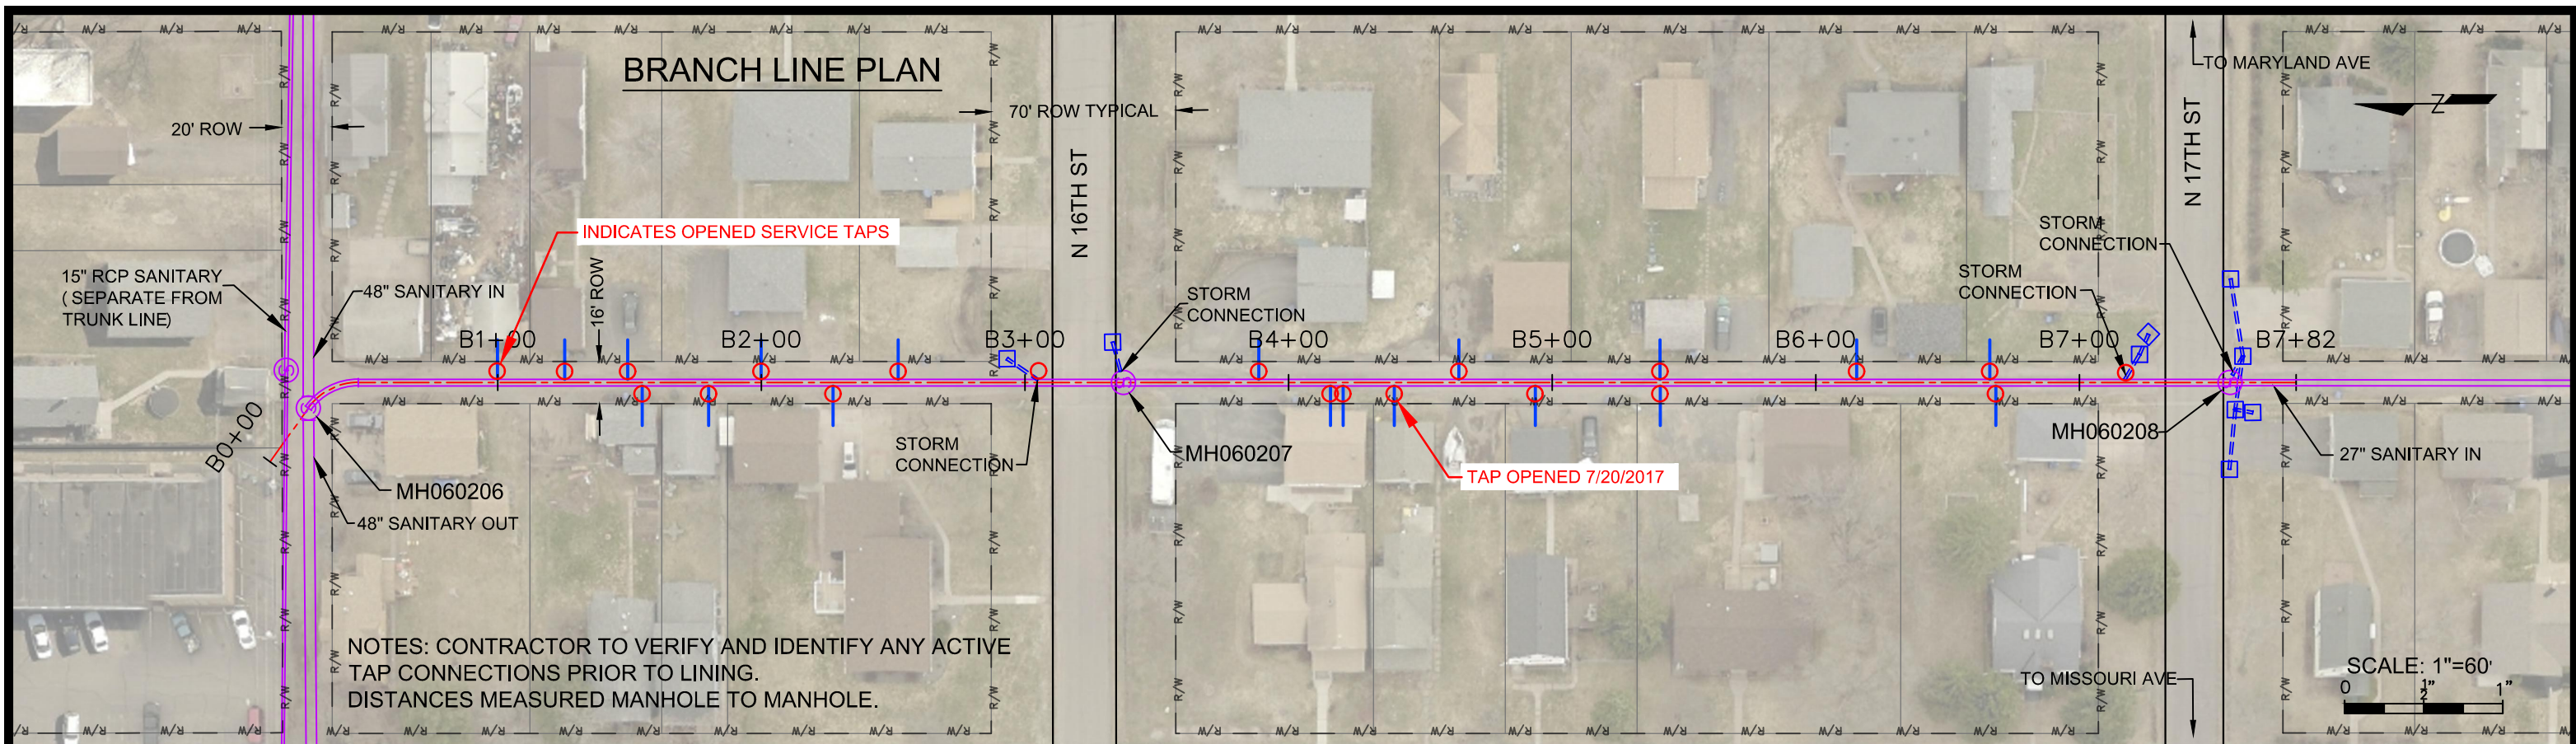 BRANCH LINE PLAN
20' ROW
70' ROW TYPICAL
TO MARYLAND AVE
Z
N 16TH ST
N 17TH ST
INDICATES OPENED SERVICE TAPS
15" RCP SANITARY
( SEPARATE FROM
TRUNK LINE)
48" SANITARY IN
16' ROW
STORM
CONNECTION
STORM
CONNECTION
STORM
CONNECTION
B0+00
B1+00
B2+00
B3+00
B4+00
B5+00
B6+00
B7+00
B7+82
S
S
S
STORM
CONNECTION
MH060207
MH060208
27" SANITARY IN
TAP OPENED 7/20/2017
MH060206
48" SANITARY OUT
NOTES: CONTRACTOR TO VERIFY AND IDENTIFY ANY ACTIVE
TAP CONNECTIONS PRIOR TO LINING.
DISTANCES MEASURED MANHOLE TO MANHOLE.
TO MISSOURI AVE
SCALE: 1"=60'
0 1/2" 1"
R/W